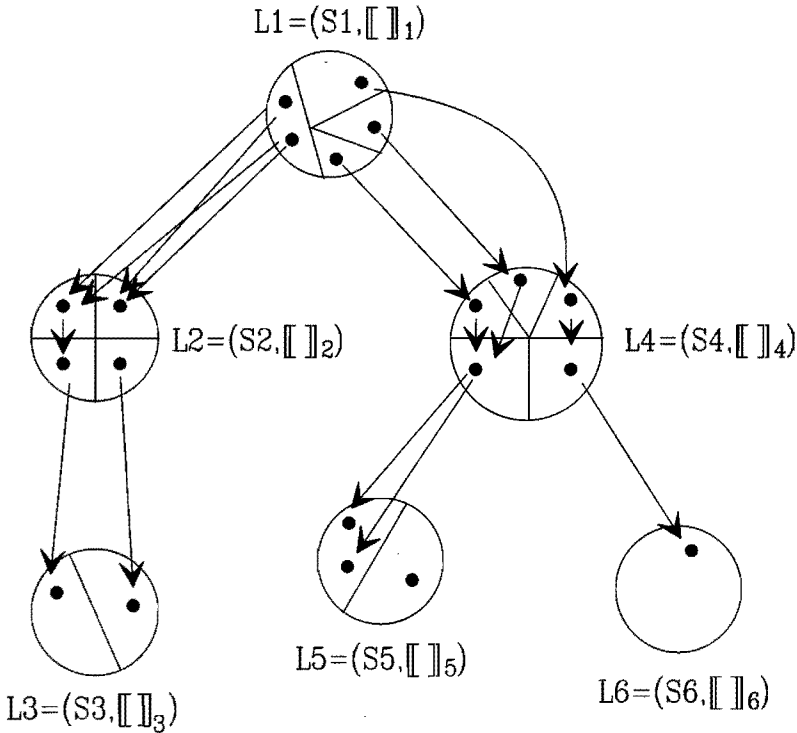 L1=(S1,⟦ ⟧₁)
L2=(S2,⟦ ⟧₂)
L4=(S4,⟦ ⟧₄)
L5=(S5,⟦ ⟧₅)
L6=(S6,⟦ ⟧₆)
L3=(S3,⟦ ⟧₃)